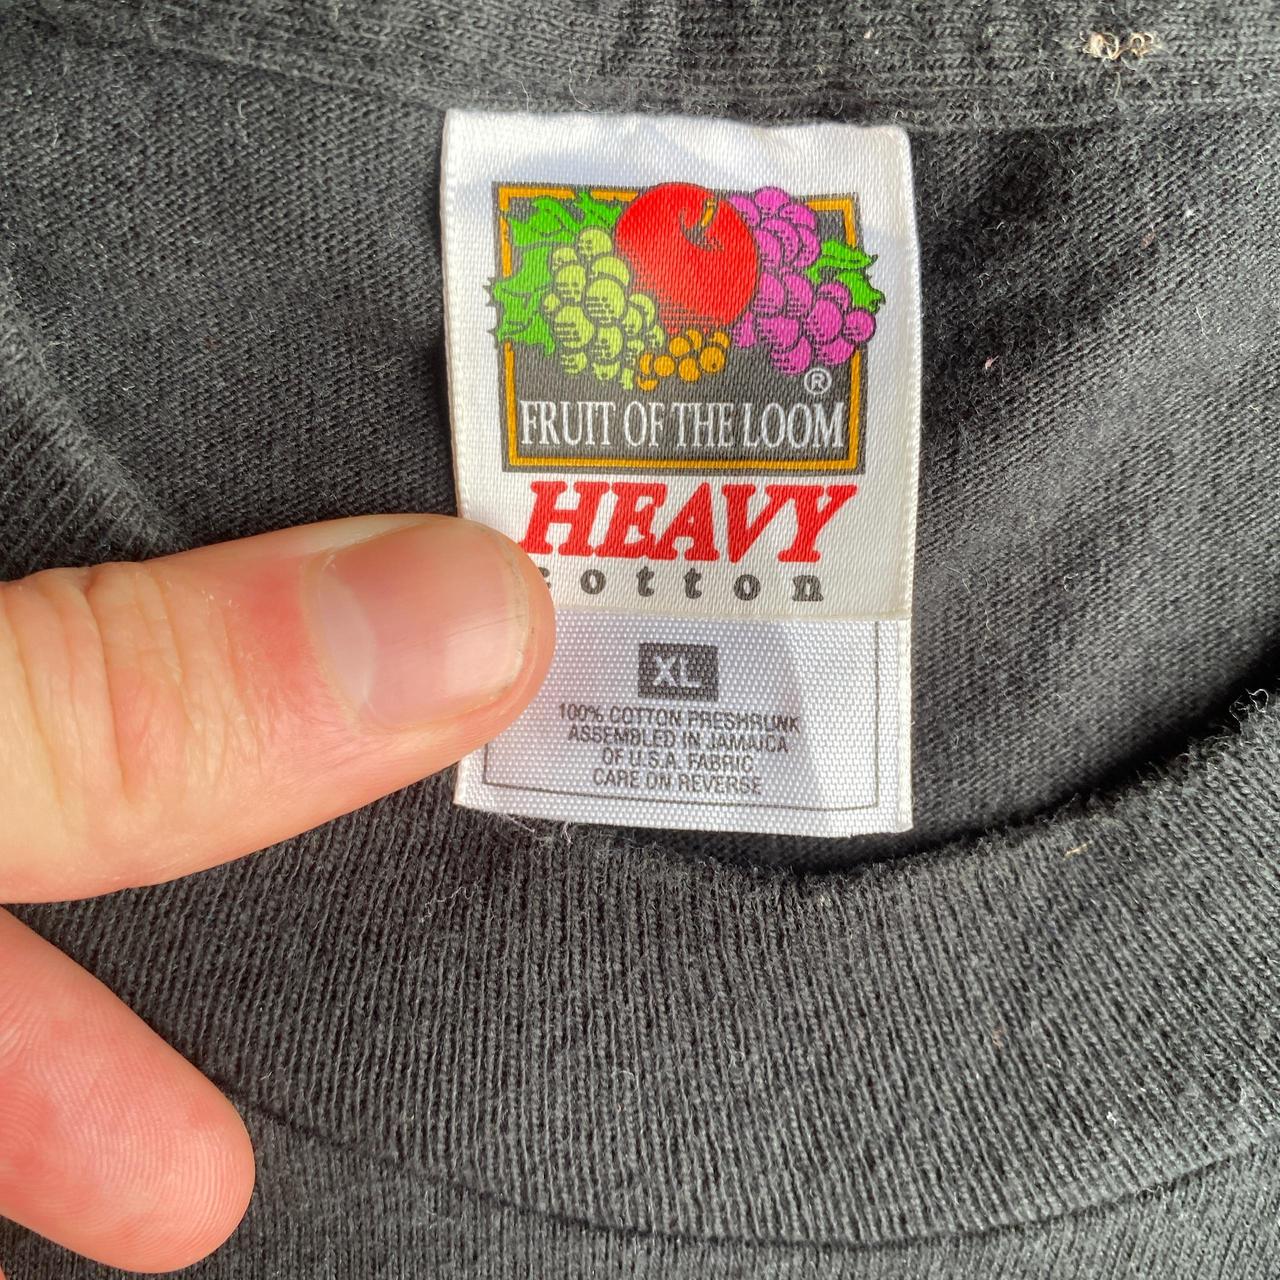 ®
FRUIT OF THE LOOM
HEAVY
cotton
XL
100% COTTON PRESHRUNK
ASSEMBLED IN JAMAICA
OF U.S.A. FABRIC
CARE ON REVERSE